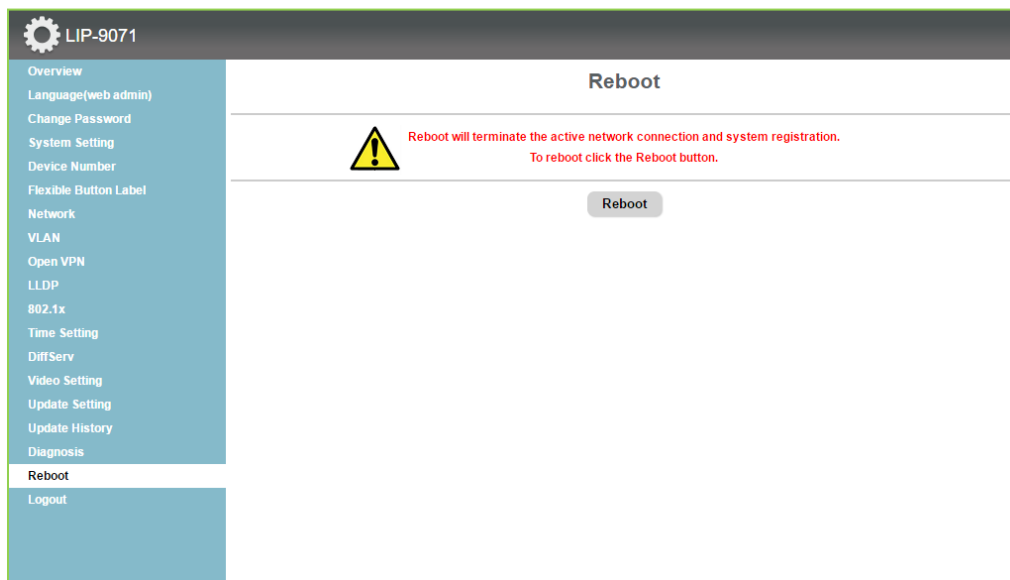 LIP-9071
Overview
Language(web admin)
Change Password
System Setting
Device Number
Flexible Button Label
Network
VLAN
Open VPN
LLDP
802.1x
Time Setting
DiffServ
Video Setting
Update Setting
Update History
Diagnosis
Reboot
Logout
Reboot
Reboot will terminate the active network connection and system registration.
To reboot click the Reboot button.
Reboot